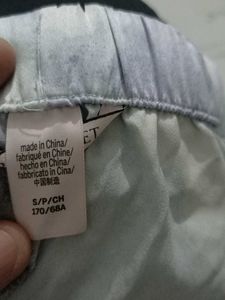 made in China/
fabriqué en Chine/
hecho en China/
fabbricato in Cina/
中国制造
S/P/CH
170/68A